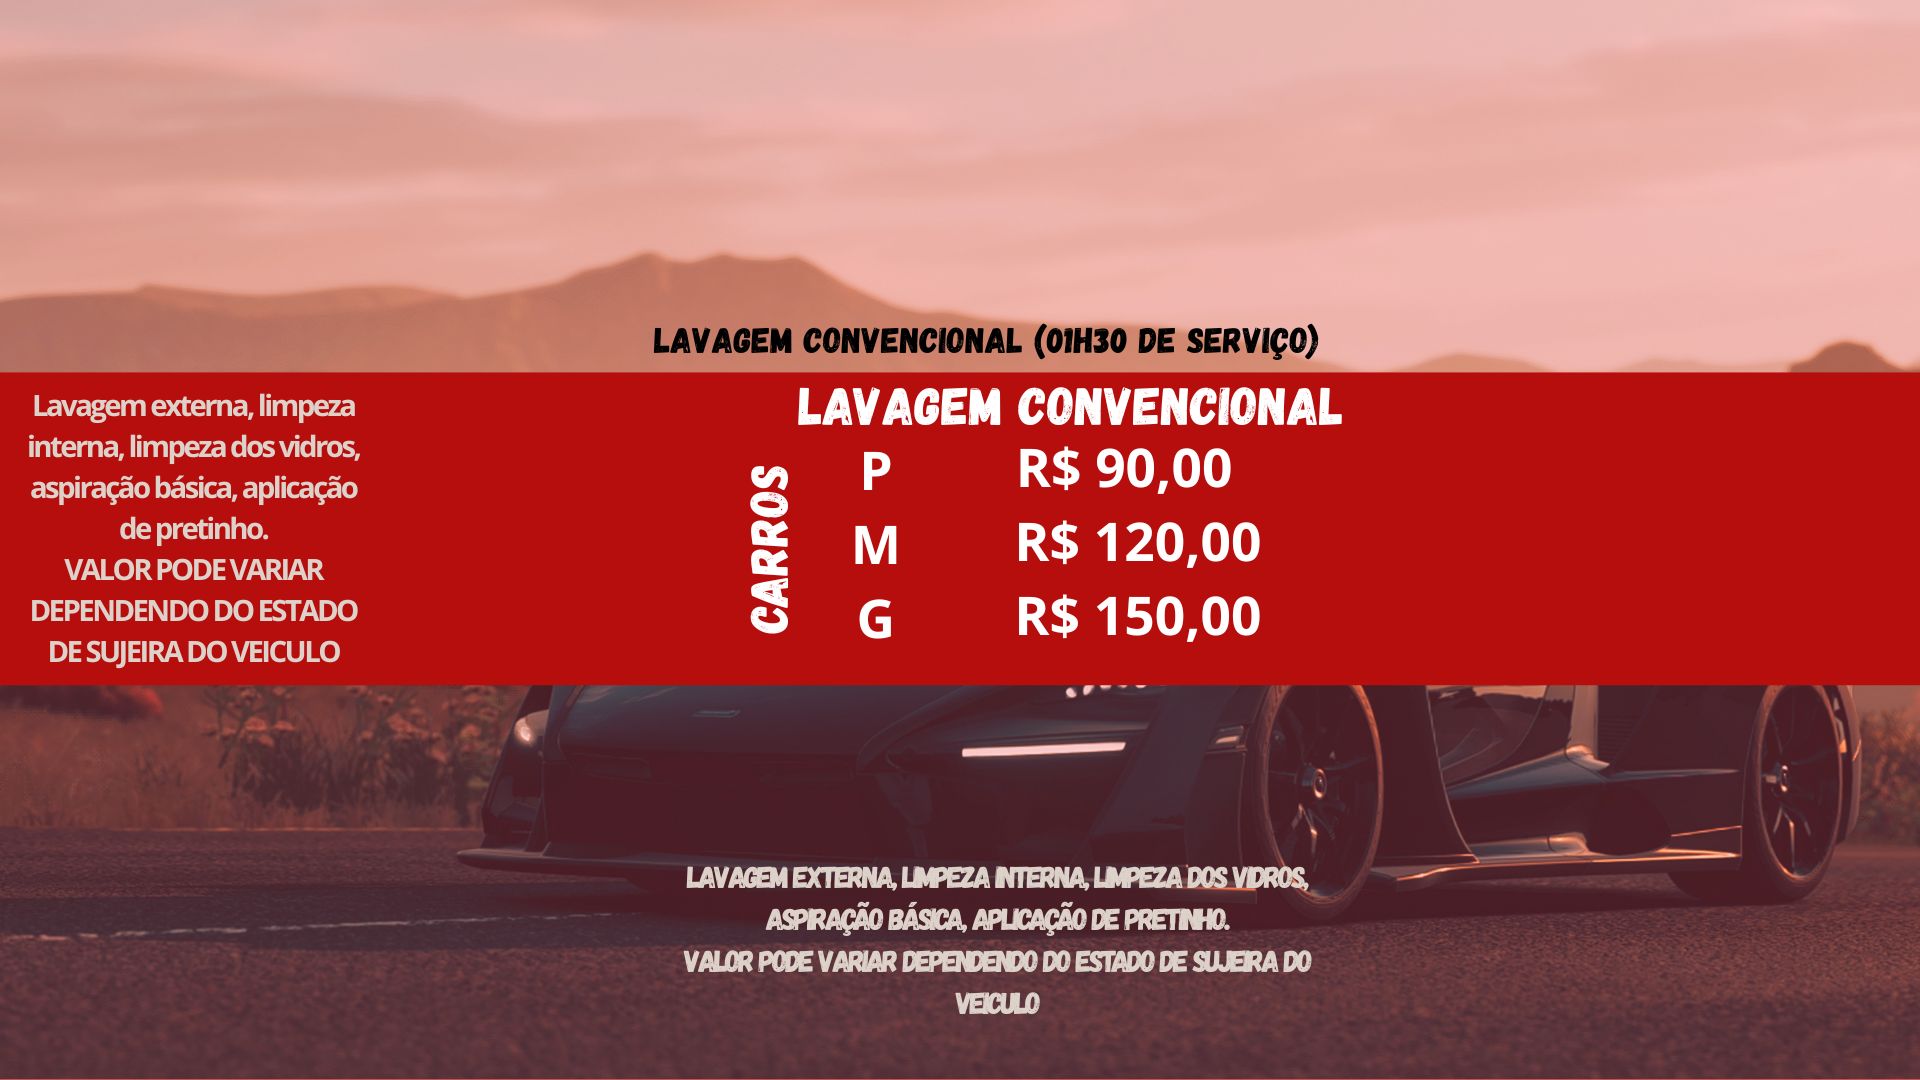 LAVAGEM CONVENCIONAL (01H30 DE SERVIÇO)
Lavagem externa, limpeza
interna, limpeza dos vidros,
aspiração básica, aplicação
de pretinho.
VALOR PODE VARIAR
DEPENDENDO DO ESTADO
DE SUJEIRA DO VEICULO
LAVAGEM CONVENCIONAL
CARROS
P R$ 90,00
M R$ 120,00
G R$ 150,00
LAVAGEM EXTERNA, LIMPEZA INTERNA, LIMPEZA DOS VIDROS,
ASPIRAÇÃO BÁSICA, APLICAÇÃO DE PRETINHO.
VALOR PODE VARIAR DEPENDENDO DO ESTADO DE SUJEIRA DO
VEICULO